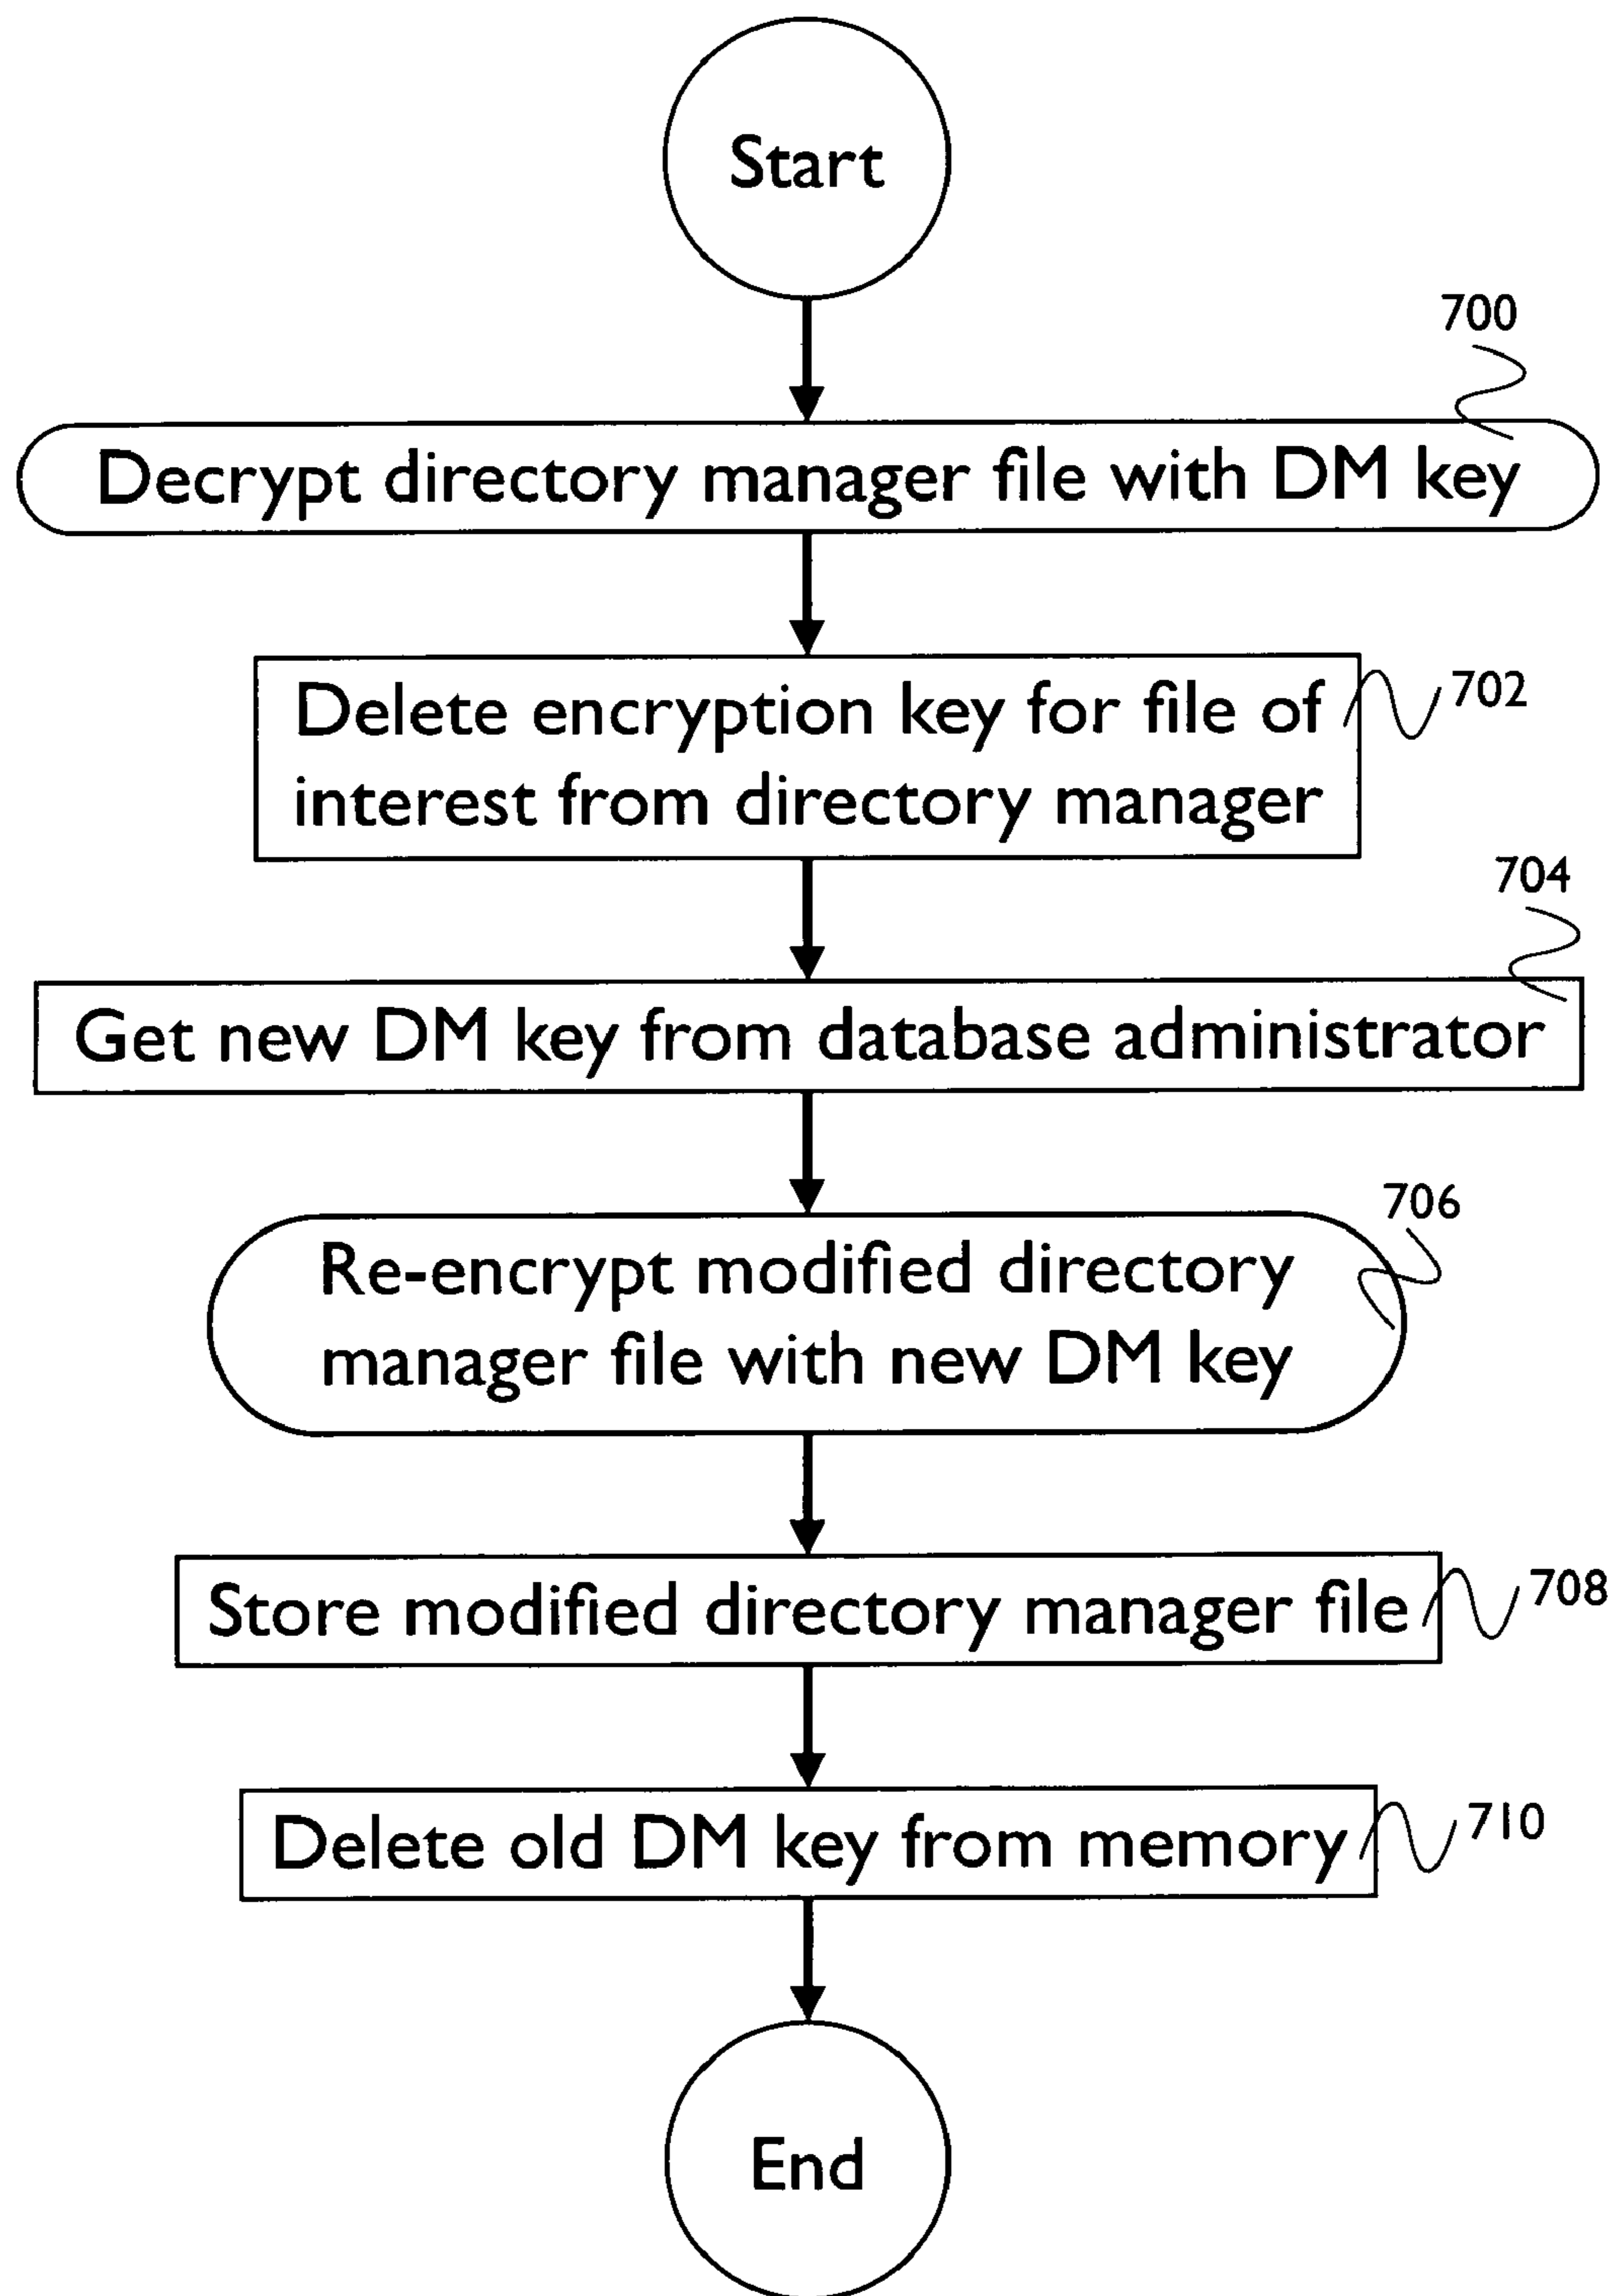 Start
700
Decrypt directory manager file with DM key
Delete encryption key for file of
interest from directory manager
702
704
Get new DM key from database administrator
706
Re-encrypt modified directory
manager file with new DM key
Store modified directory manager file
708
Delete old DM key from memory
710
End